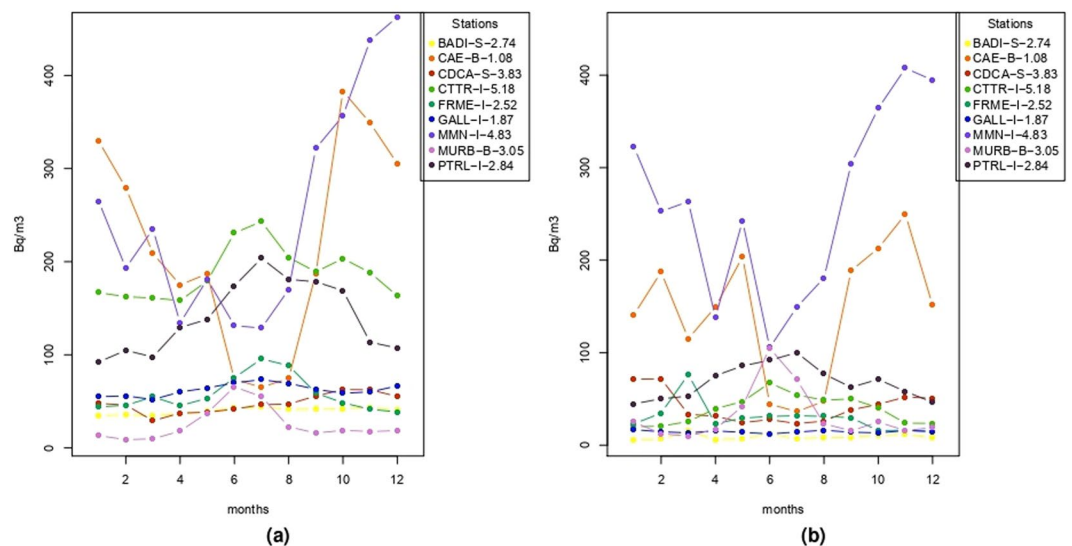 Stations
BADI-S-2.74
CAE-B-1.08
CDCA-S-3.83
CTTR-I-5.18
FRME-I-2.52
GALL-I-1.87
MMN-I-4.83
MURB-B-3.05
PTRL-I-2.84
Bq/m3
400
300
200
100
0
2 4 6 8 10 12
months
(a)
Stations
BADI-S-2.74
CAE-B-1.08
CDCA-S-3.83
CTTR-I-5.18
FRME-I-2.52
GALL-I-1.87
MMN-I-4.83
MURB-B-3.05
PTRL-I-2.84
Bq/m3
400
300
200
100
0
2 4 6 8 10 12
months
(b)